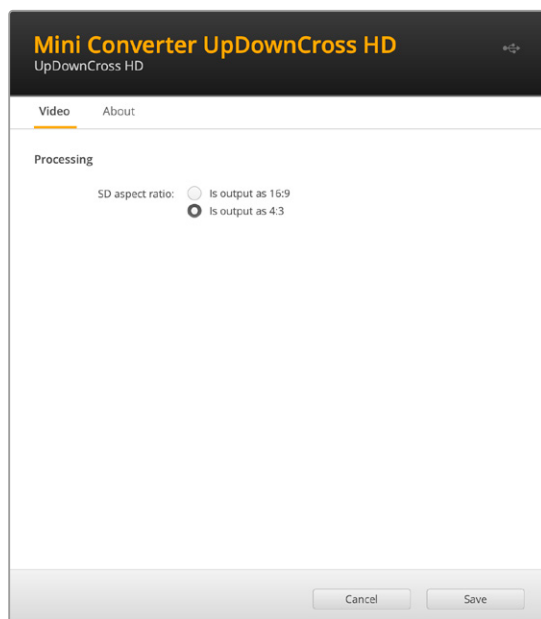 Mini Converter UpDownCross HD
UpDownCross HD
Video About
Processing
SD aspect ratio: Is output as 16:9
Is output as 4:3
Cancel Save